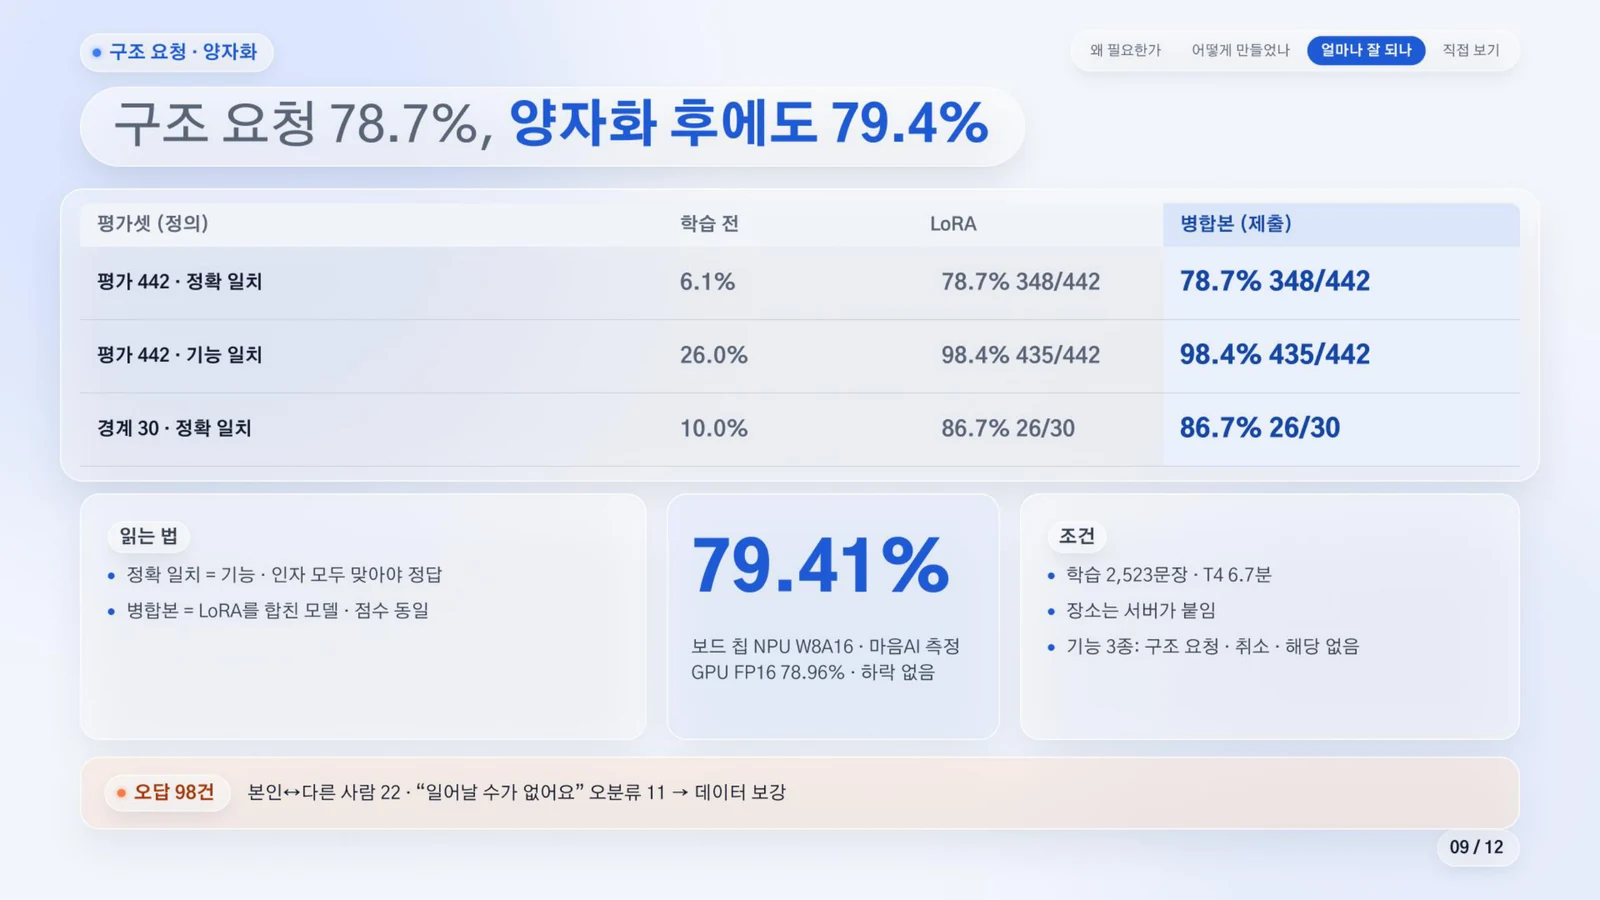 구조 요청 · 양자화
왜 필요한가 어떻게 만들었나 얼마나 잘 되나 직접 보기
구조 요청 78.7%, 양자화 후에도 79.4%
평가셋 (정의) 학습 전 LoRA 병합본 (제출)
평가 442 · 정확 일치 6.1% 78.7% 348/442 78.7% 348/442
평가 442 · 기능 일치 26.0% 98.4% 435/442 98.4% 435/442
경계 30 · 정확 일치 10.0% 86.7% 26/30 86.7% 26/30
읽는 법
• 정확 일치 = 기능 · 인자 모두 맞아야 정답
• 병합본 = LoRA를 합친 모델 · 점수 동일
79.41%
보드 칩 NPU W8A16 · 마음AI 측정
GPU FP16 78.96% · 하락 없음
조건
• 학습 2,523문장 · T4 6.7분
• 장소는 서버가 붙임
• 기능 3종: 구조 요청 · 취소 · 해당 없음
오답 98건 본인↔다른 사람 22 · “일어날 수가 없어요” 오분류 11 → 데이터 보강
09 / 12